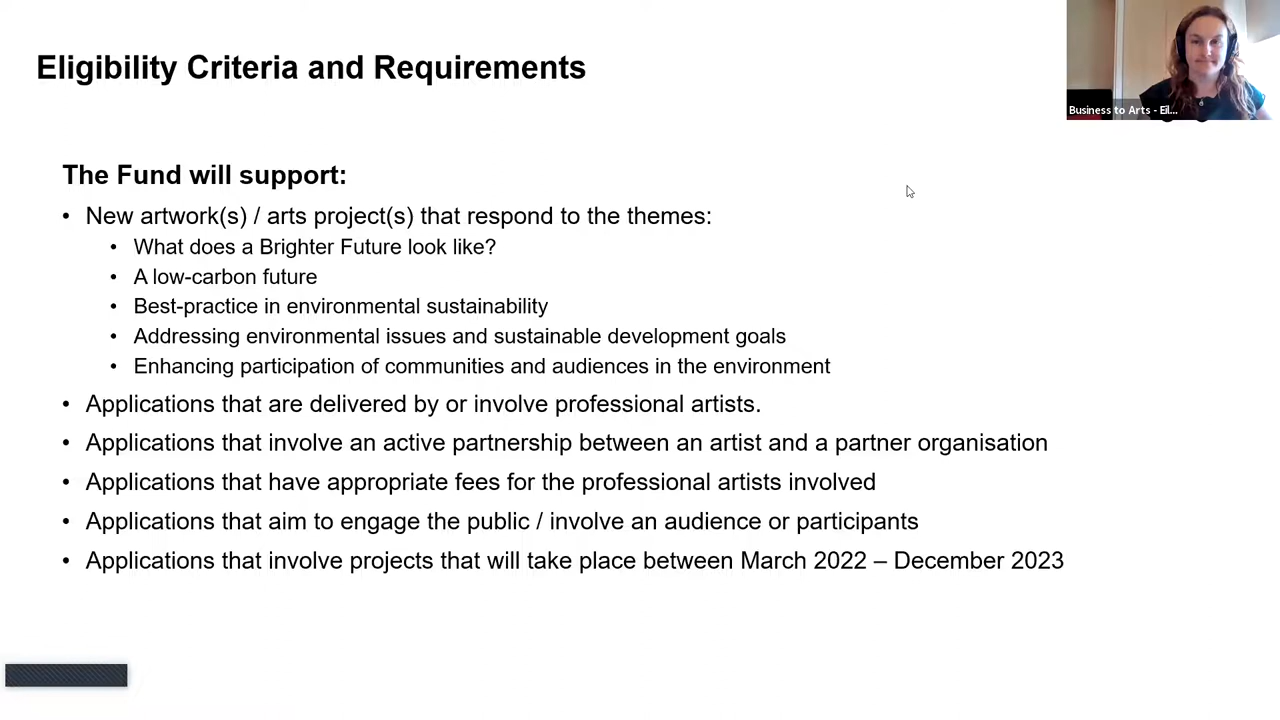 Eligibility Criteria and Requirements
Business to Arts - Eil...
The Fund will support:
• New artwork(s) / arts project(s) that respond to the themes:
• What does a Brighter Future look like?
• A low-carbon future
• Best-practice in environmental sustainability
• Addressing environmental issues and sustainable development goals
• Enhancing participation of communities and audiences in the environment
• Applications that are delivered by or involve professional artists.
• Applications that involve an active partnership between an artist and a partner organisation
• Applications that have appropriate fees for the professional artists involved
• Applications that aim to engage the public / involve an audience or participants
• Applications that involve projects that will take place between March 2022 – December 2023